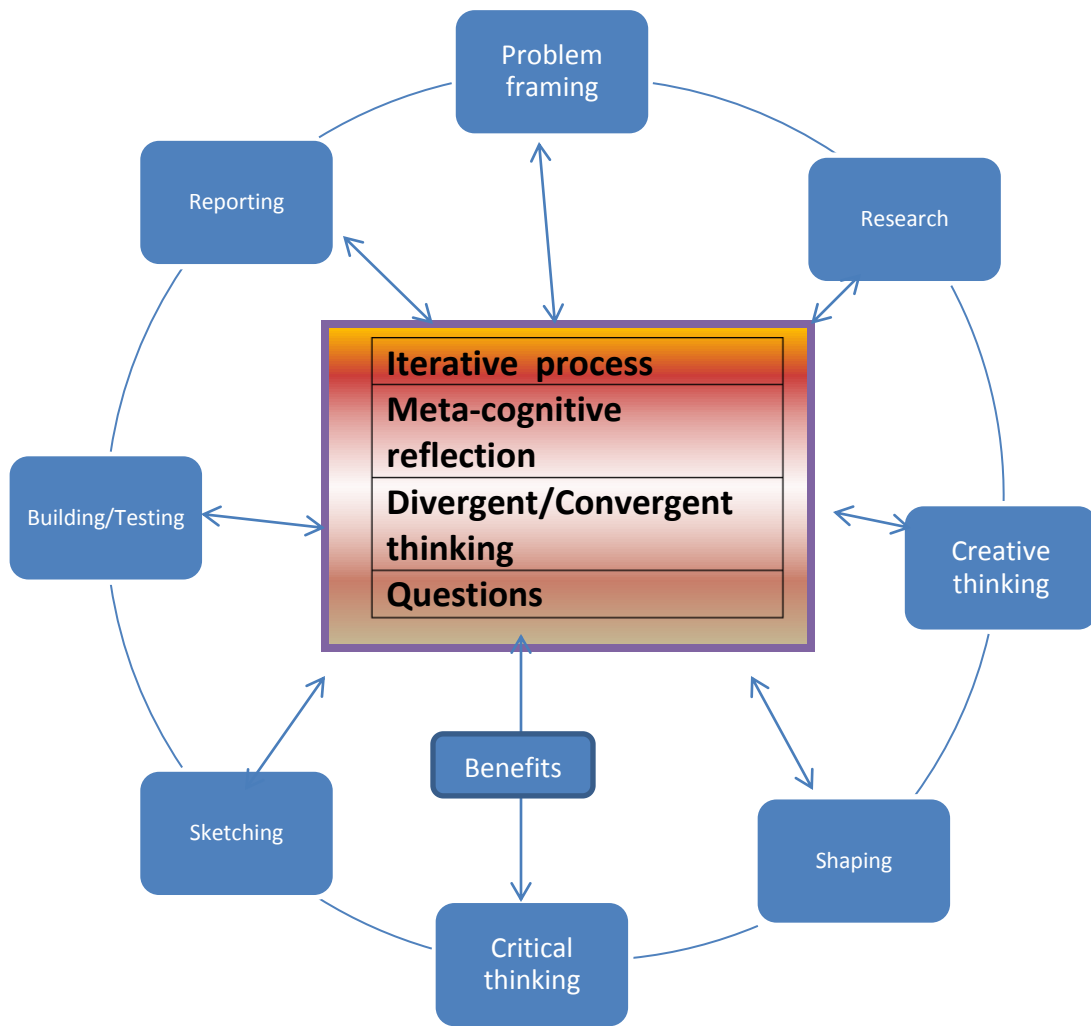 Problem
framing
Reporting
Research
Iterative process
Meta-cognitive
reflection
Divergent/Convergent
thinking
Questions
Building/Testing
Creative
thinking
Benefits
Sketching
Shaping
Critical
thinking